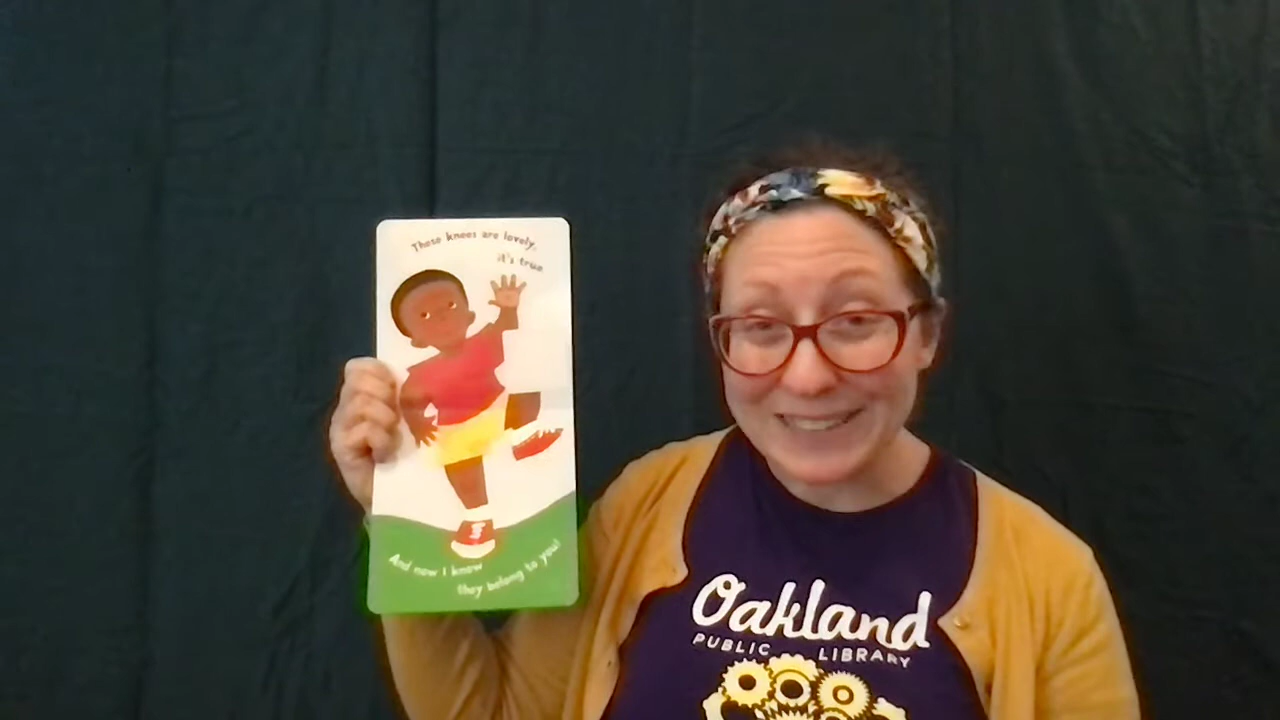 These knees are lovely,
it's true.
And now I know
they belong to you!
Oakland
PUBLIC LIBRARY